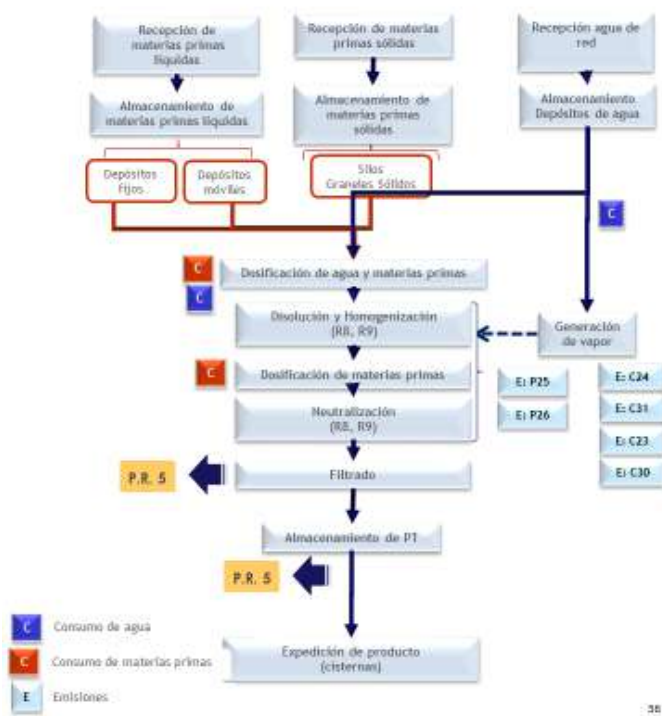 Recepción de
materias primas
líquidas
Recepción de materias
primas sólidas
Recepción agua de
red
Almacenamiento de
materias primas líquidas
Almacenamiento de
materias primas
sólidas
Almacenamiento
Depósitos de agua
Depósitos
fijos
Depósitos
móviles
Silos
Graneles Sólidos
C
C
Dosificación de agua y materias primas
C
Disolución y Homogenización
(R8, R9)
Generación
de vapor
C
Dosificación de materias primas
E: P25
E: C24
Neutralización
(R8, R9)
E: P26
E: C31
E: C23
P.R. 5
Filtrado
E: C30
Almacenamiento de PT
P.R. 5
C
Consumo de agua
Expedición de producto
(cisternas)
C
Consumo de materias primas
E
Emisiones